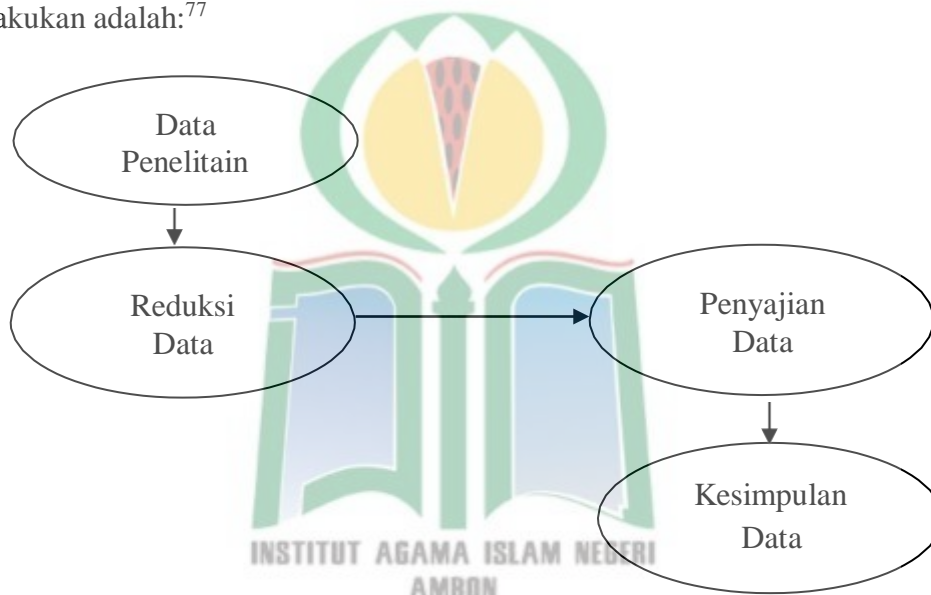 akukan adalah:77
Data
Penelitain
Reduksi
Data
Penyajian
Data
Kesimpulan
Data
INSTITUT AGAMA ISLAM NEGERI
AMBON